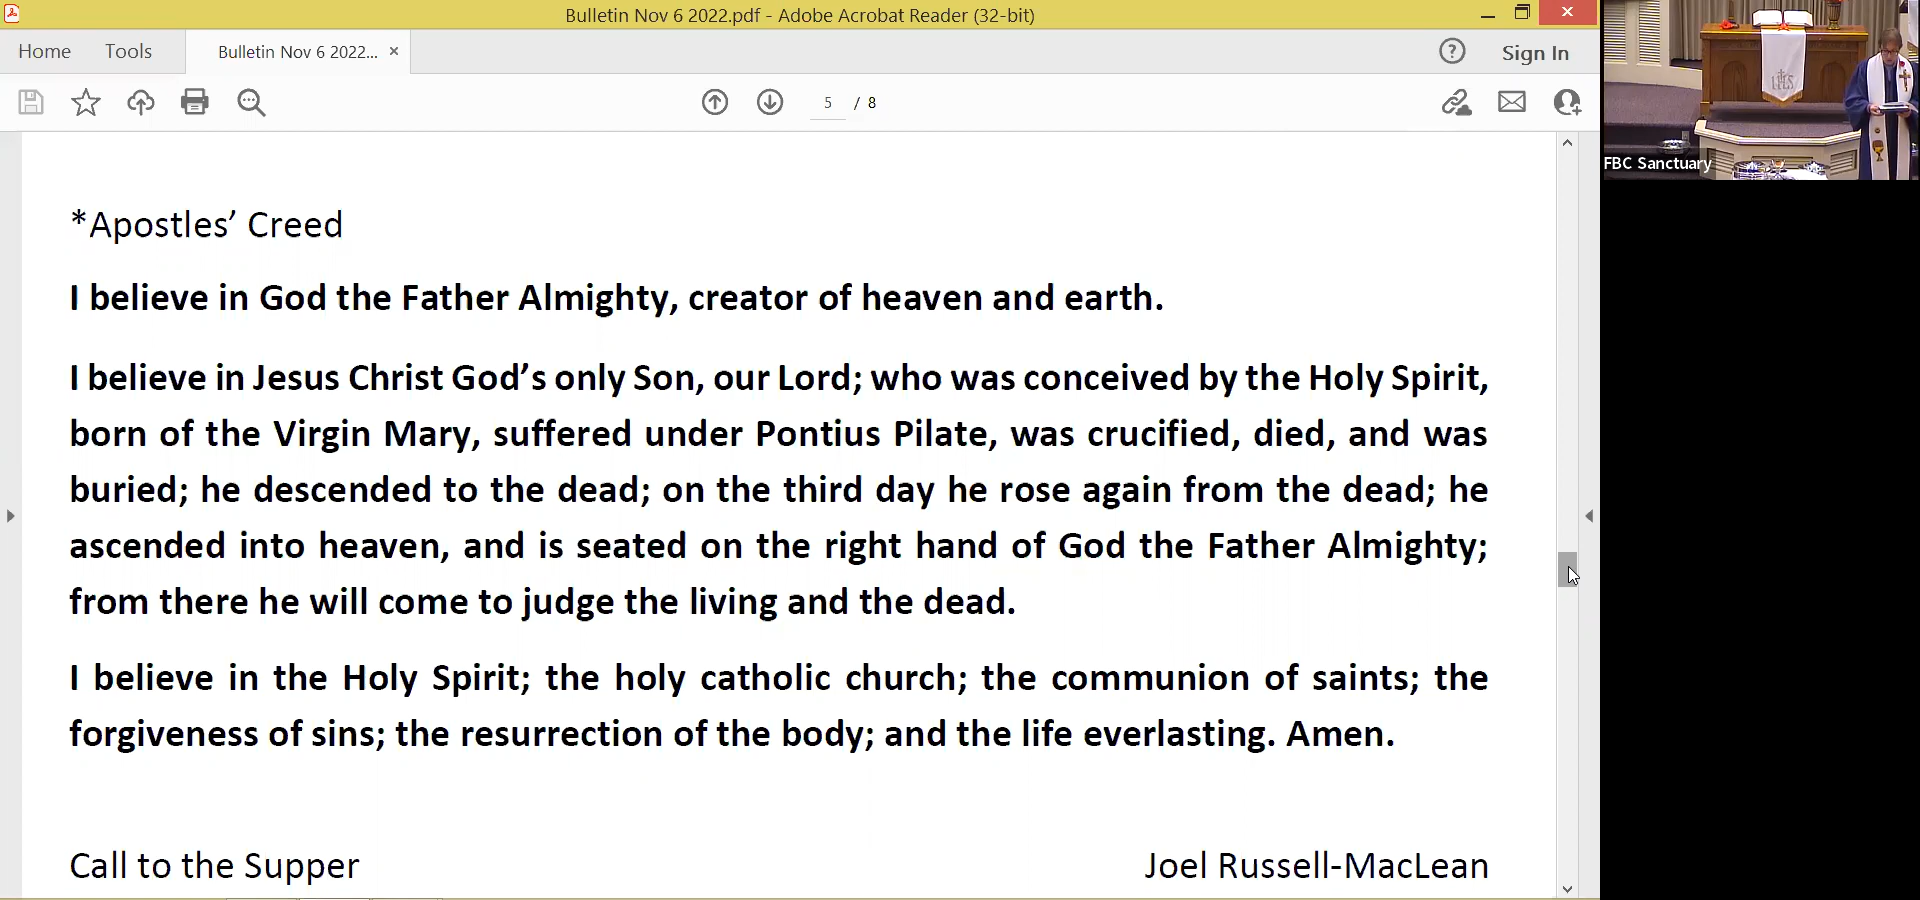 Bulletin Nov 6 2022.pdf - Adobe Acrobat Reader (32-bit)
Home Tools Bulletin Nov 6 2022... × ? Sign In
5 / 8
FBC Sanctuary
*Apostles’ Creed
I believe in God the Father Almighty, creator of heaven and earth.
I believe in Jesus Christ God’s only Son, our Lord; who was conceived by the Holy Spirit,
born of the Virgin Mary, suffered under Pontius Pilate, was crucified, died, and was
buried; he descended to the dead; on the third day he rose again from the dead; he
ascended into heaven, and is seated on the right hand of God the Father Almighty;
from there he will come to judge the living and the dead.
I believe in the Holy Spirit; the holy catholic church; the communion of saints; the
forgiveness of sins; the resurrection of the body; and the life everlasting. Amen.
Call to the Supper Joel Russell-MacLean